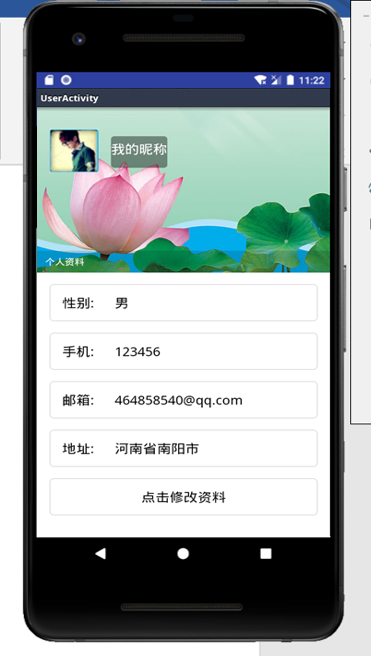 11:22
UserActivity
我的昵称
个人资料
性别: 男
手机: 123456
邮箱: 464858540@qq.com
地址: 河南省南阳市
点击修改资料